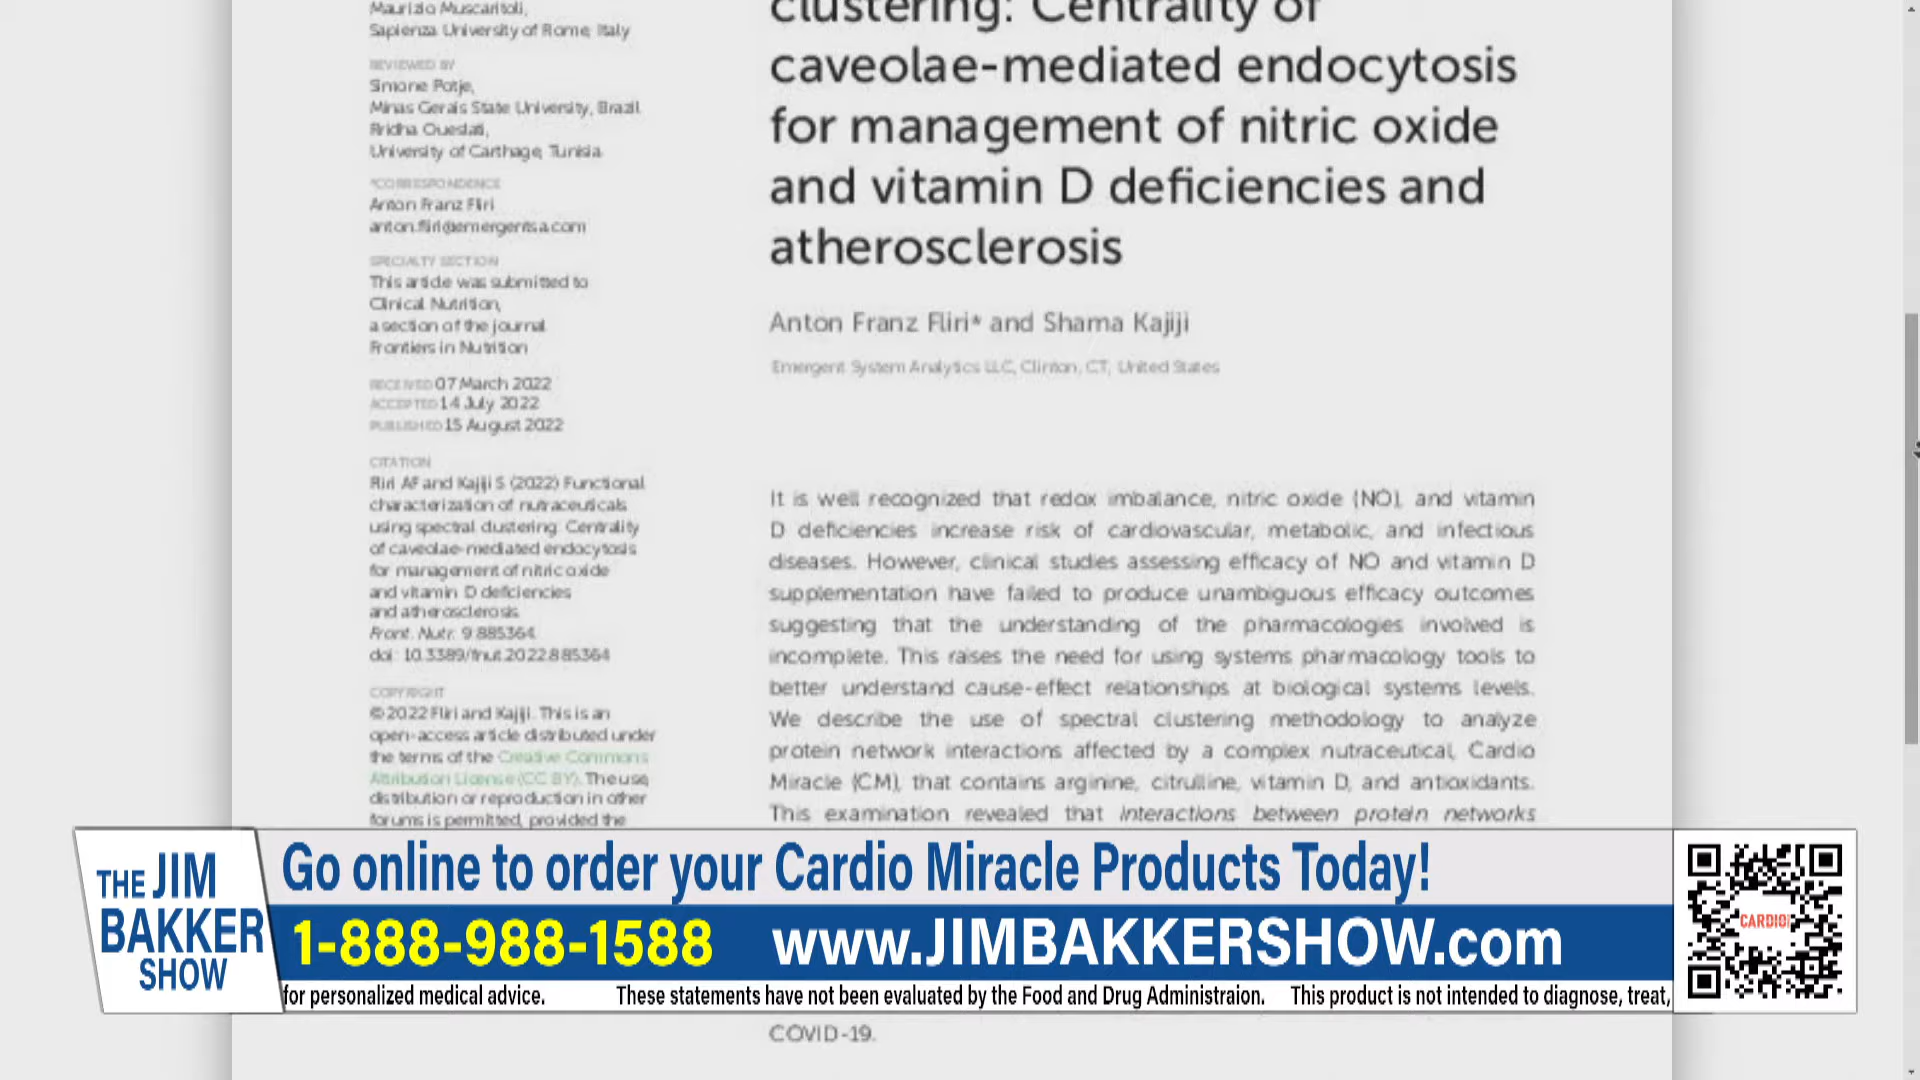 Maurizio Muscaritoli,
Sapienza University of Rome, Italy
REVIEWED BY
Simone Potje,
Minas Gerais State University, Brazil
Ridha Oueslati,
University of Carthage, Tunisia
*CORRESPONDENCE
Anton Franz Fliri
anton.fliri@emergentsa.com
SPECIALTY SECTION
This article was submitted to
Clinical Nutrition,
a section of the journal
Frontiers in Nutrition
RECEIVED 07 March 2022
ACCEPTED 14 July 2022
PUBLISHED 15 August 2022
CITATION
Fliri AF and Kajiji S (2022) Functional
characterization of nutraceuticals
using spectral clustering: Centrality
of caveolae-mediated endocytosis
for management of nitric oxide
and vitamin D deficiencies
and atherosclerosis.
Front. Nutr. 9:885364.
doi: 10.3389/fnut.2022.885364
COPYRIGHT
© 2022 Fliri and Kajiji. This is an
open-access article distributed under
the terms of the Creative Commons
Attribution License (CC BY). The use,
distribution or reproduction in other
forums is permitted, provided the
clustering: Centrality of
caveolae-mediated endocytosis
for management of nitric oxide
and vitamin D deficiencies and
atherosclerosis
Anton Franz Fliri* and Shama Kajiji
Emergent System Analytics LLC, Clinton, CT, United States
It is well recognized that redox imbalance, nitric oxide (NO), and vitamin
D deficiencies increase risk of cardiovascular, metabolic, and infectious
diseases. However, clinical studies assessing efficacy of NO and vitamin D
supplementation have failed to produce unambiguous efficacy outcomes
suggesting that the understanding of the pharmacologies involved is
incomplete. This raises the need for using systems pharmacology tools to
better understand cause-effect relationships at biological systems levels.
We describe the use of spectral clustering methodology to analyze
protein network interactions affected by a complex nutraceutical, Cardio
Miracle (CM), that contains arginine, citrulline, vitamin D, and antioxidants.
This examination revealed that interactions between protein networks
COVID-19.
THE JIM
BAKKER
SHOW
Go online to order your Cardio Miracle Products Today!
1-888-988-1588 www.JIMBAKKERSHOW.com
for personalized medical advice. These statements have not been evaluated by the Food and Drug Administraion. This product is not intended to diagnose, treat,
CARDIO